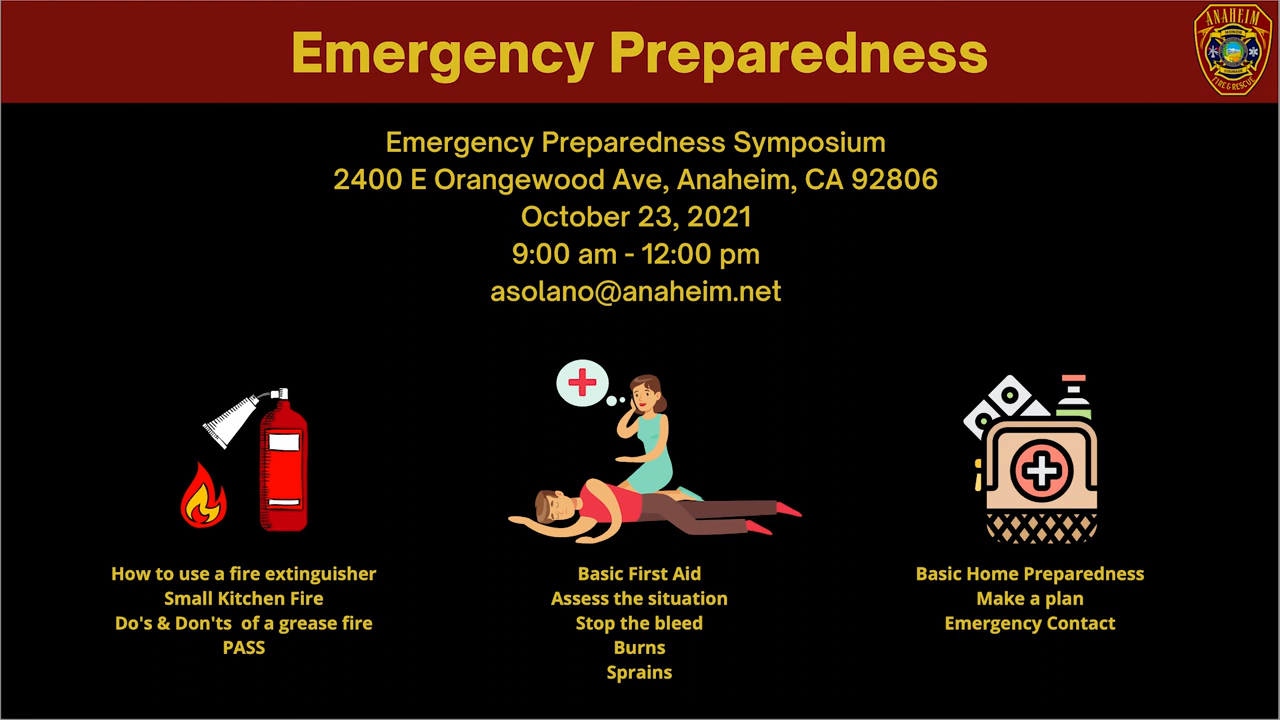 Emergency Preparedness
ANAHEIM
FIRE & RESCUE
Emergency Preparedness Symposium
2400 E Orangewood Ave, Anaheim, CA 92806
October 23, 2021
9:00 am - 12:00 pm
asolano@anaheim.net
How to use a fire extinguisher
Small Kitchen Fire
Do's & Don'ts  of a grease fire
PASS
Basic First Aid
Assess the situation
Stop the bleed
Burns
Sprains
Basic Home Preparedness
Make a plan
Emergency Contact